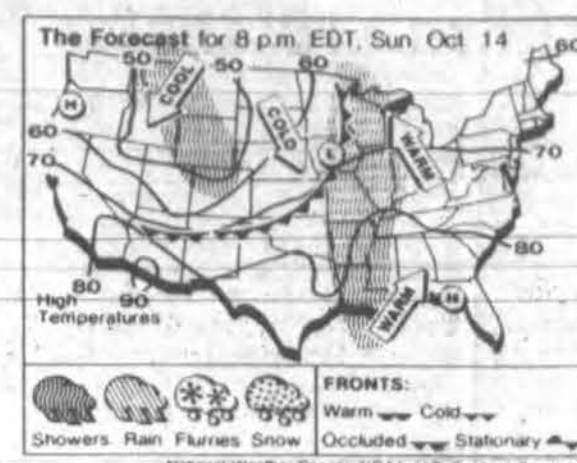 The Forecast for 8 p.m. EDT, Sun. Oct. 14
50
50
60
60
COOL
H
COLD
60
70
L
WARM
70
80
80
90
High
Temperatures
WARM
H
Showers Rain Flurries Snow
FRONTS:
Warm Cold
Occluded Stationary